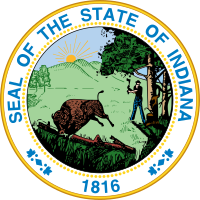 SEAL OF THE STATE OF INDIANA
1816